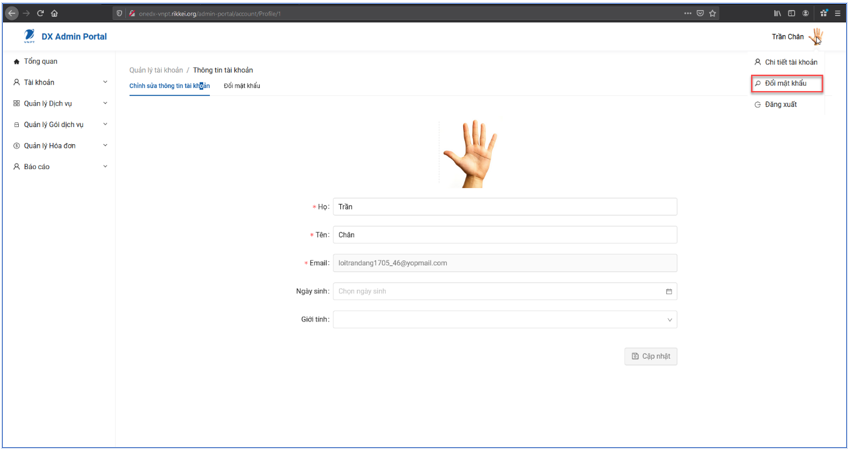 onedx-vnpt.rikkei.org/admin-portal/account/Profile/1
DX Admin Portal
Trần Chân
Tổng quan
Tài khoản
Quản lý Dịch vụ
Quản lý Gói dịch vụ
Quản lý Hóa đơn
Báo cáo
Quản lý tài khoản / Thông tin tài khoản
Chỉnh sửa thông tin tài khoản Đổi mật khẩu
Chi tiết tài khoản
Đổi mật khẩu
Đăng xuất
* Họ: Trần
* Tên: Chân
* Email: loitrandang1705_46@yopmail.com
Ngày sinh: Chọn ngày sinh
Giới tính:
Cập nhật